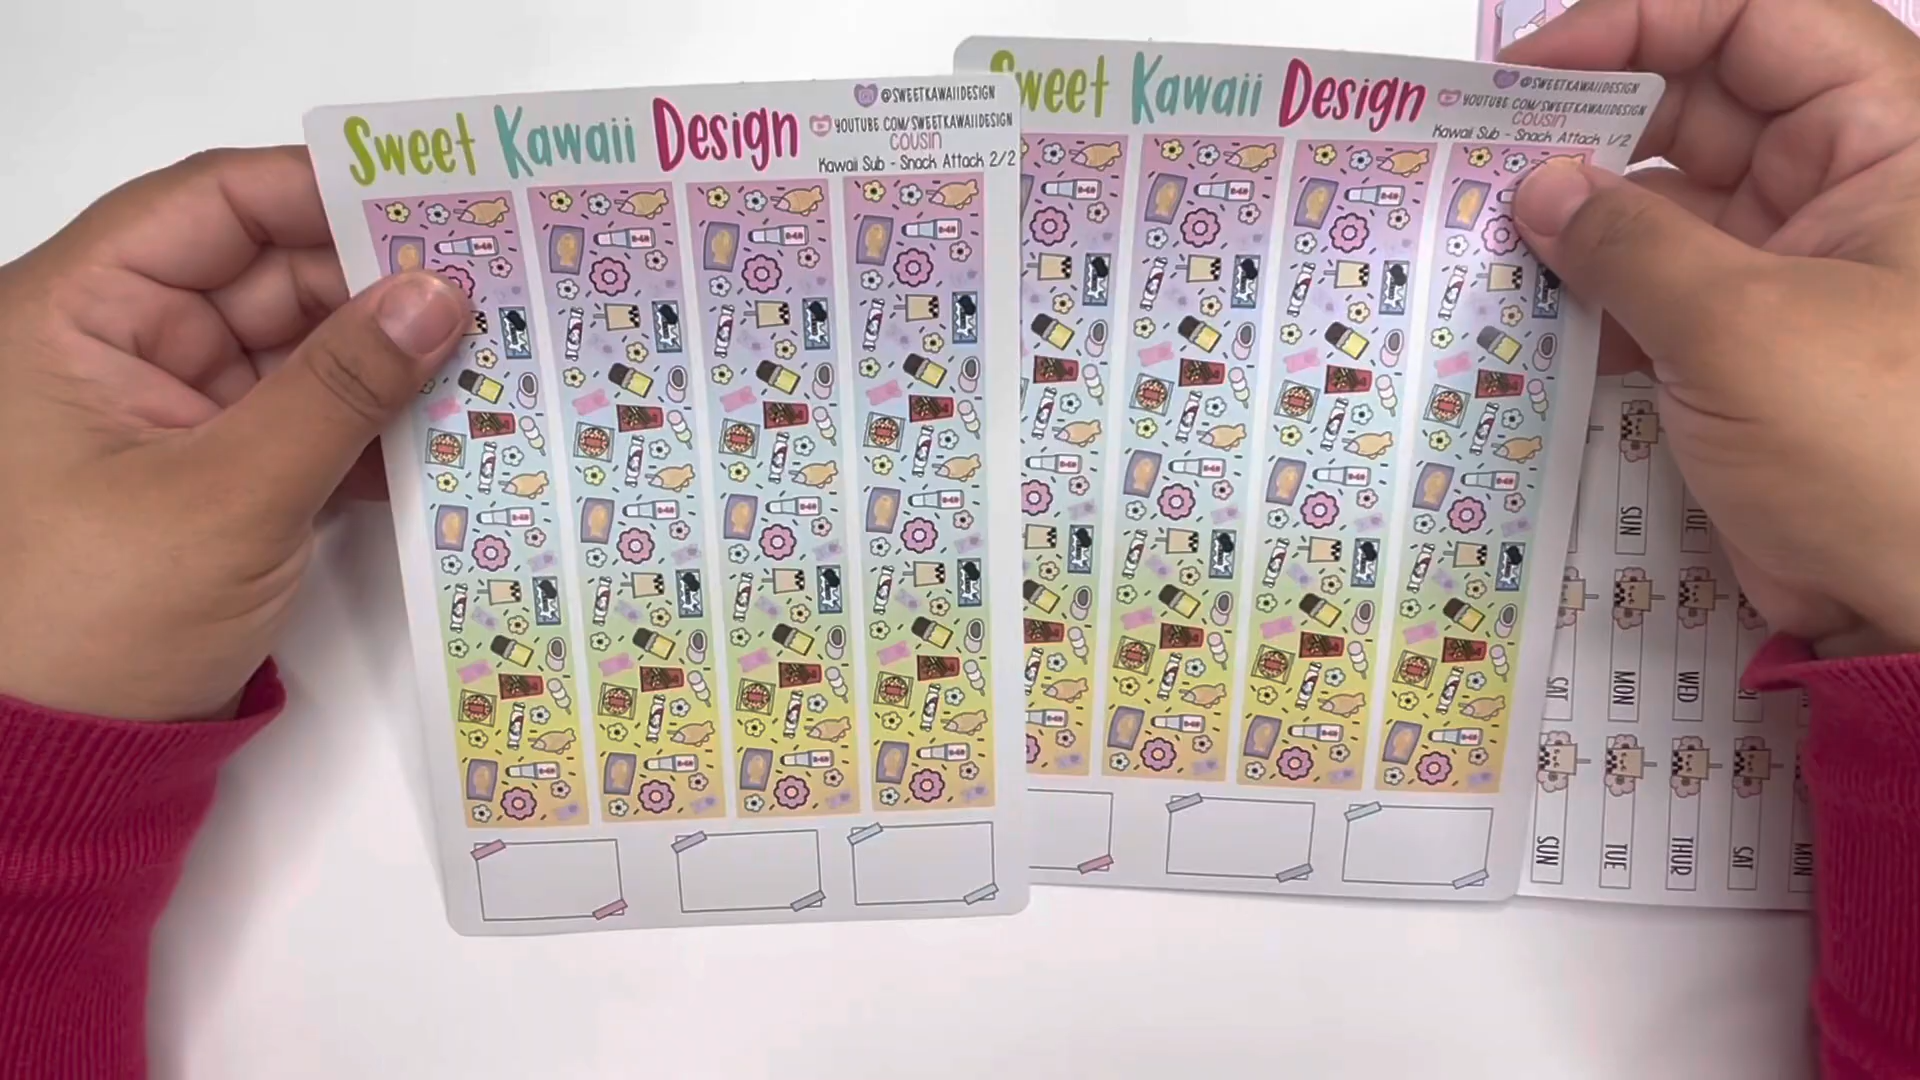 Sweet Kawaii Design
@SWEETKAWAIIDESIGN
YOUTUBE.COM/SWEETKAWAIIDESIGN
COUSIN
Kawaii Sub - Snack Attack 2/2
Sweet Kawaii Design
@SWEETKAWAIIDESIGN
YOUTUBE.COM/SWEETKAWAIIDESIGN
COUSIN
Kawaii Sub - Snack Attack 1/2
SUN
TUE
SAT
MON
WED
SUN
TUE
THUR
SAT
MON